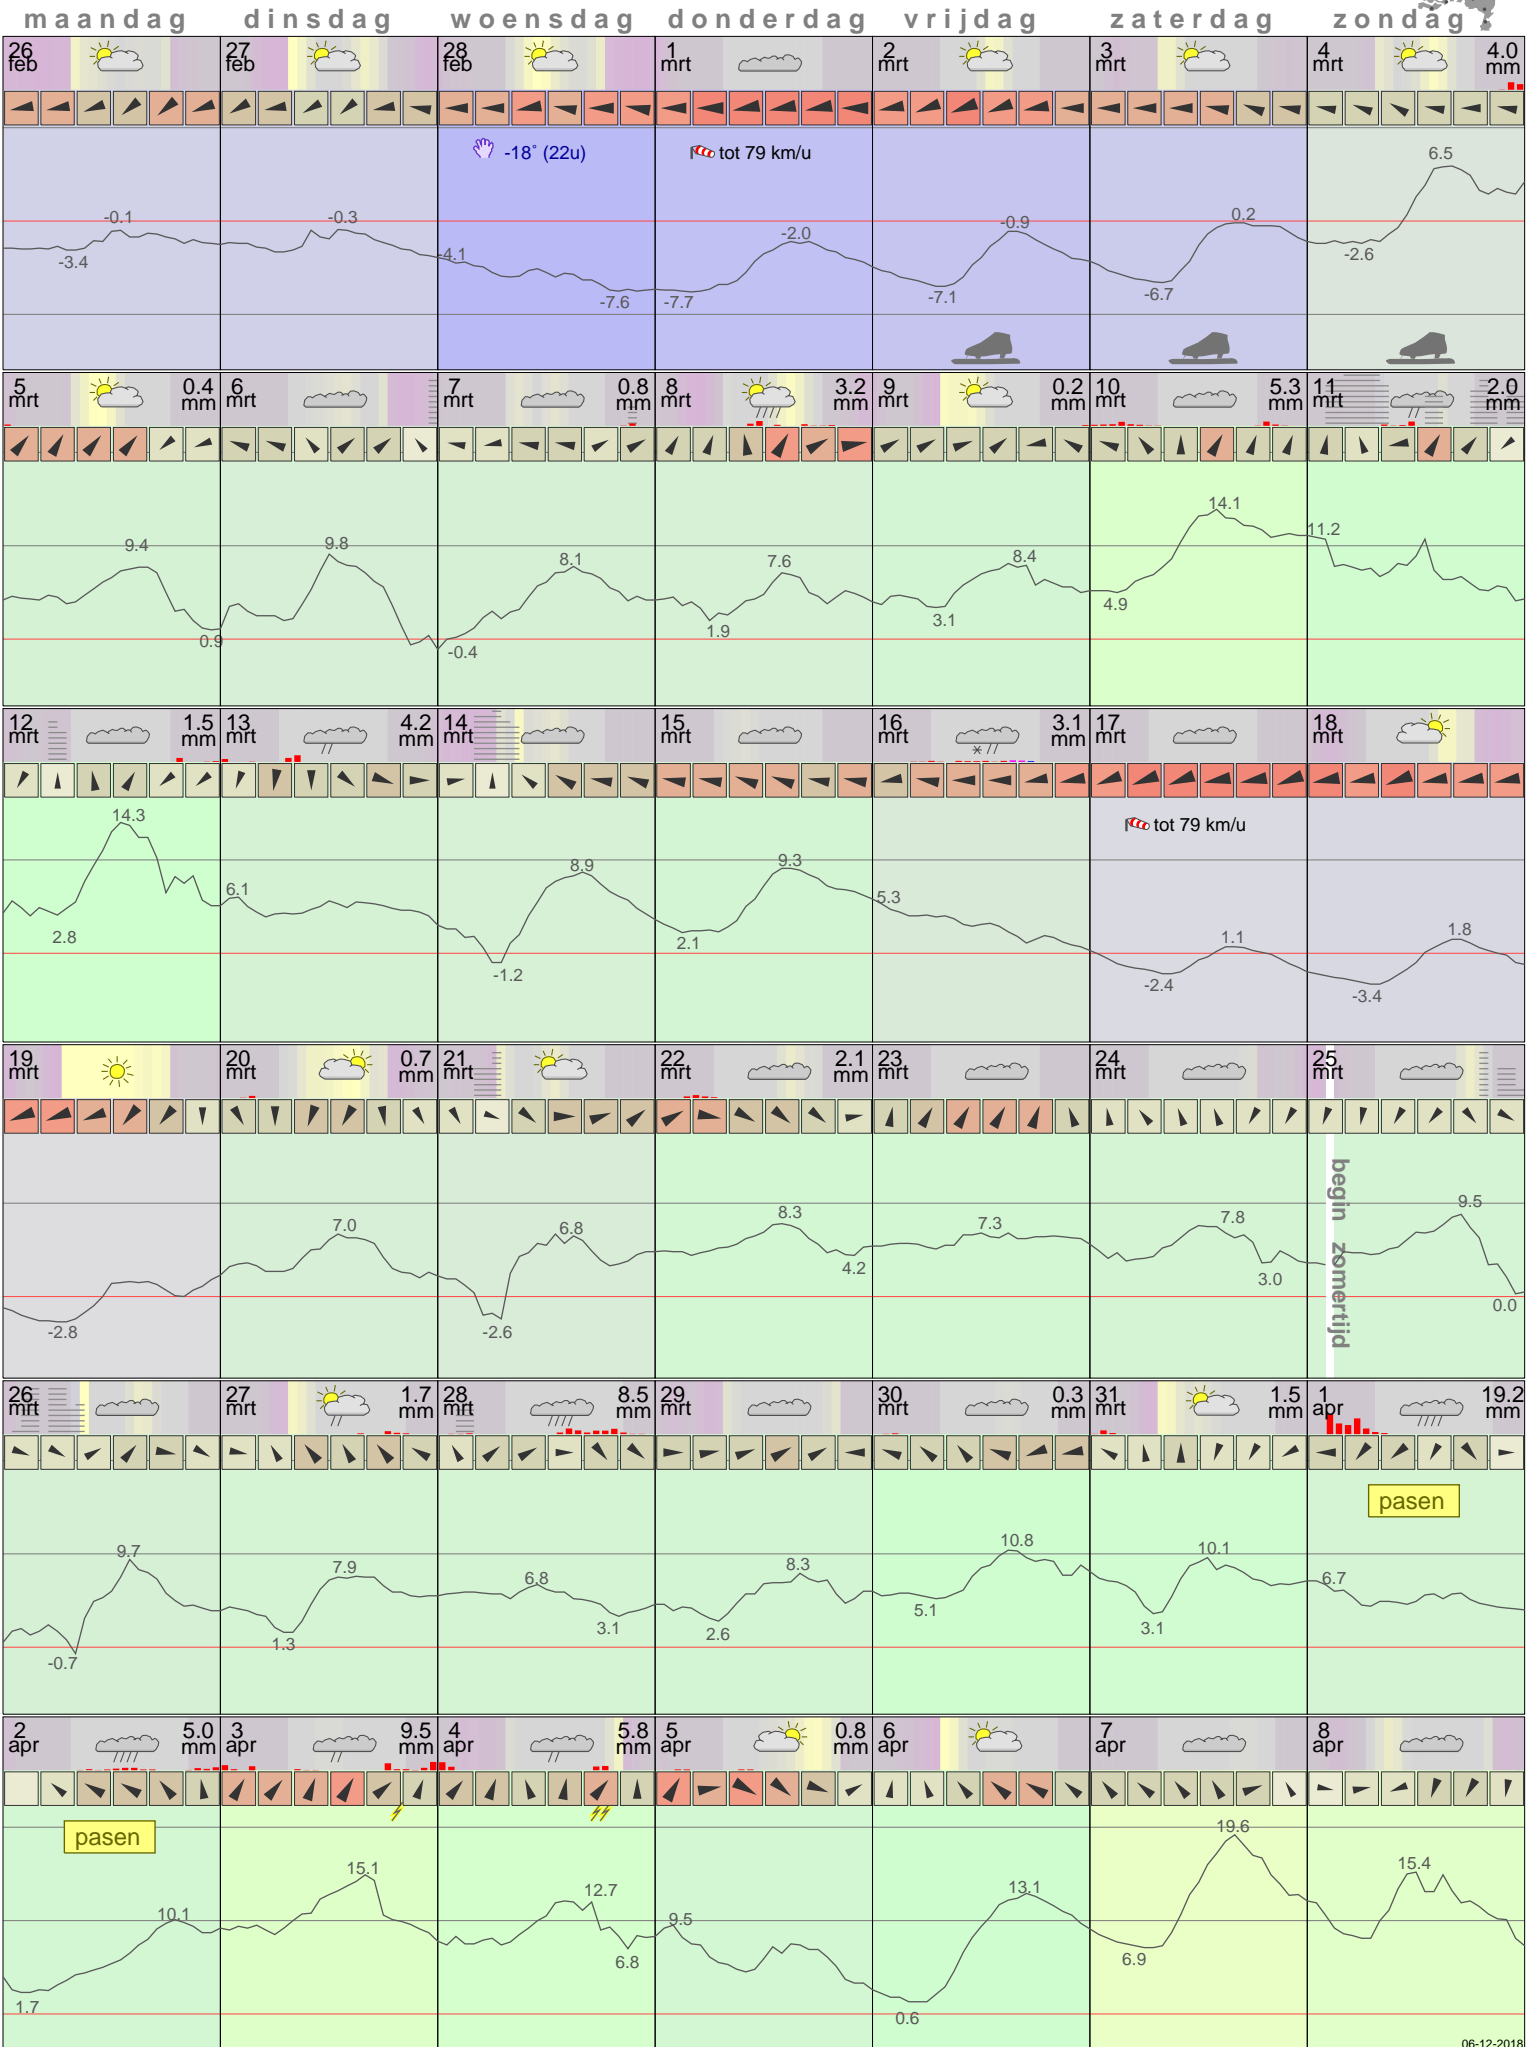 maandag dinsdag woensdag donderdag vrijdag zaterdag zondag
26 feb
27 feb
28 feb
1 mrt
2 mrt
3 mrt
4 mrt 4.0 mm
-18° (22u)
tot 79 km/u
-0.1
-3.4
-0.3
-4.1
-7.6
-7.7
-2.0
-7.1
-0.9
-6.7
0.2
-2.6
6.5
5 mrt 0.4 mm
6 mrt
7 mrt 0.8 mm
8 mrt 3.2 mm
9 mrt 0.2 mm
10 mrt 5.3 mm
11 mrt 2.0 mm
9.4
0.9
9.8
-0.4
8.1
1.9
7.6
3.1
8.4
4.9
14.1
11.2
12 mrt 1.5 mm
13 mrt 4.2 mm
14 mrt
15 mrt
16 mrt 3.1 mm
17 mrt
18 mrt
tot 79 km/u
2.8
14.3
6.1
-1.2
8.9
2.1
9.3
5.3
-2.4
1.1
-3.4
1.8
19 mrt
20 mrt 0.7 mm
21 mrt
22 mrt 2.1 mm
23 mrt
24 mrt
25 mrt
begin zomertijd
-2.8
7.0
-2.6
6.8
8.3
4.2
7.3
7.8
3.0
9.5
0.0
26 mrt
27 mrt 1.7 mm
28 mrt 8.5 mm
29 mrt
30 mrt 0.3 mm
31 mrt 1.5 mm
1 apr 19.2 mm
pasen
-0.7
9.7
1.3
7.9
6.8
3.1
2.6
8.3
5.1
10.8
3.1
10.1
6.7
2 apr 5.0 mm
3 apr 9.5 mm
4 apr 5.8 mm
5 apr 0.8 mm
6 apr
7 apr
8 apr
pasen
1.7
10.1
15.1
12.7
6.8
9.5
0.6
13.1
6.9
19.6
15.4
06-12-2018